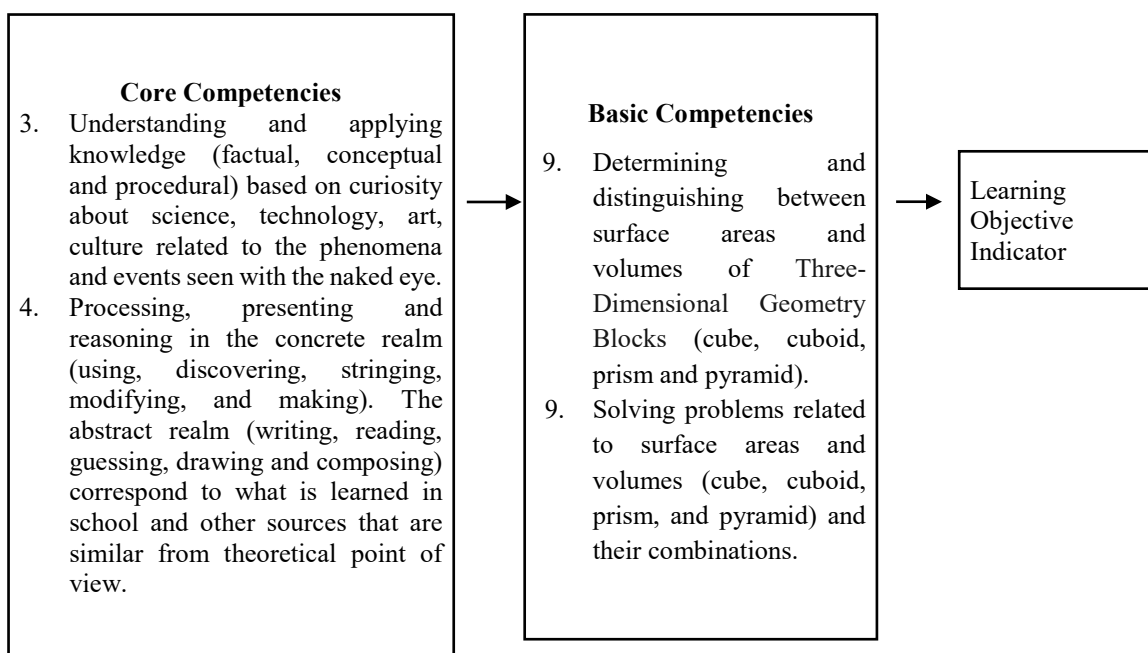 Core Competencies
3. Understanding and applying
knowledge (factual, conceptual
and procedural) based on curiosity
about science, technology, art,
culture related to the phenomena
and events seen with the naked eye.
4. Processing, presenting and
reasoning in the concrete realm
(using, discovering, stringing,
modifying, and making). The
abstract realm (writing, reading,
guessing, drawing and composing)
correspond to what is learned in
school and other sources that are
similar from theoretical point of
view.
Basic Competencies
9. Determining and
distinguishing between
surface areas and
volumes of Three-
Dimensional Geometry
Blocks (cube, cuboid,
prism and pyramid).
9. Solving problems related
to surface areas and
volumes (cube, cuboid,
prism, and pyramid) and
their combinations.
Learning
Objective
Indicator